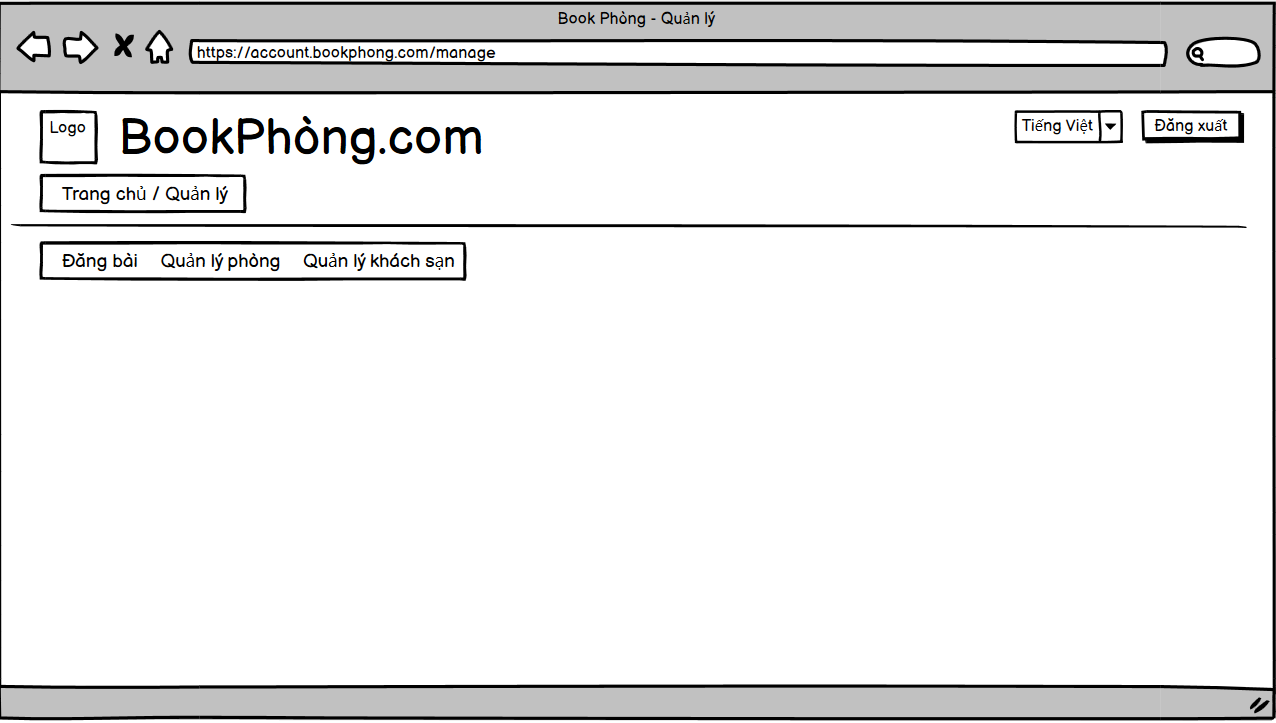 Book Phòng - Quản lý
https://account.bookphong.com/manage
Logo
BookPhòng.com
Tiếng Việt
Đăng xuất
Trang chủ / Quản lý
Đăng bài Quản lý phòng Quản lý khách sạn